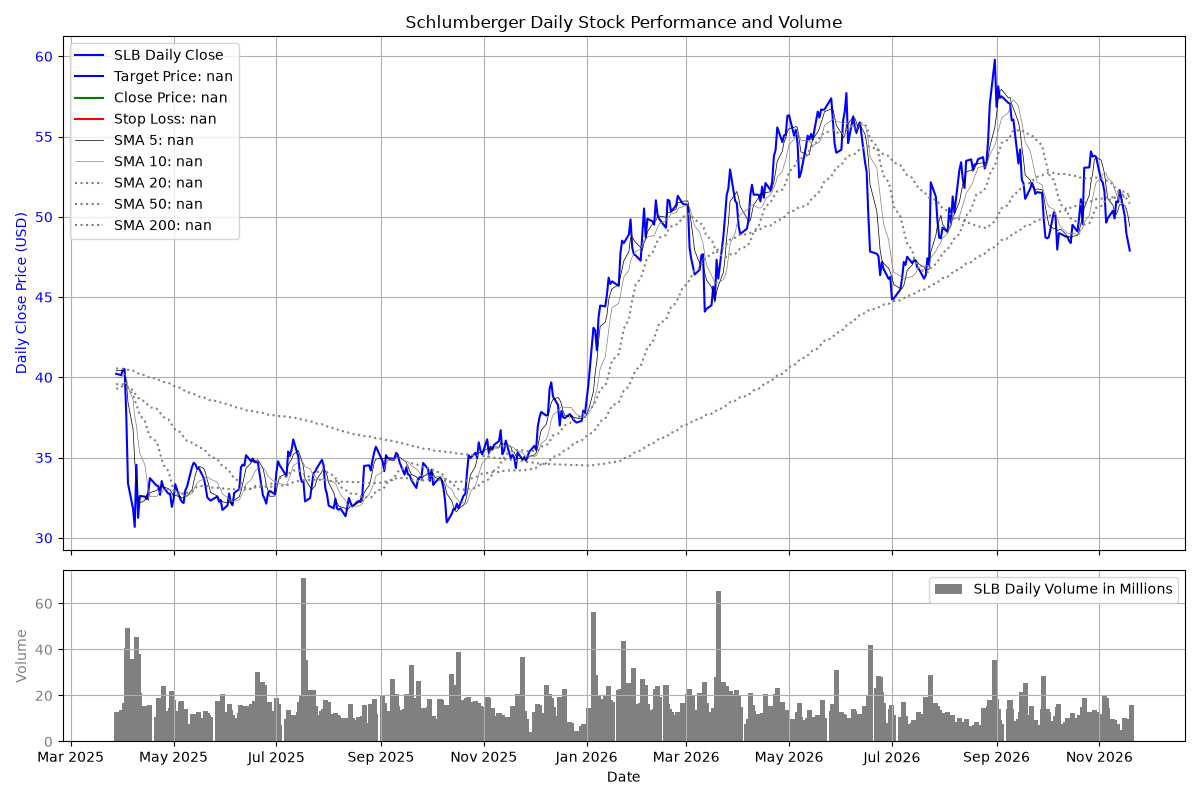 Schlumberger Daily Stock Performance and Volume
SLB Daily Close
Target Price: nan
Close Price: nan
Stop Loss: nan
SMA 5: nan
SMA 10: nan
SMA 20: nan
SMA 50: nan
SMA 200: nan
Daily Close Price (USD)
60
55
50
45
40
35
30
SLB Daily Volume in Millions
Volume
60
40
20
0
Mar 2025 May 2025 Jul 2025 Sep 2025 Nov 2025 Jan 2026 Mar 2026 May 2026 Jul 2026 Sep 2026 Nov 2026
Date